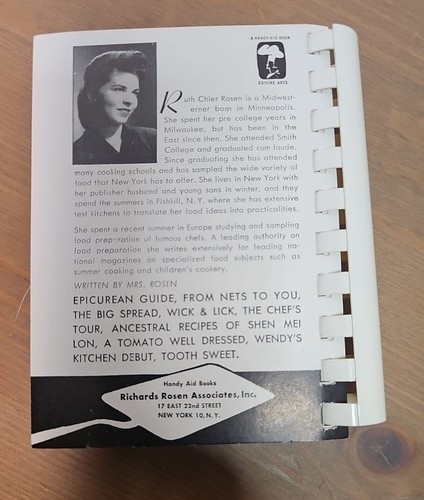 A HANDY AID BOOK
Ruth Chier Rosen is a Midwest-
erner born in Minneapolis.
She spent her pre college years in
Milwaukee, but has been in the
East since then. She attended Smith
College and graduated cum laude.
Since graduating she has attended
many cooking schools and has sampled the wide variety of
food that New York has to offer. She lives in New York with
her publisher husband and young sons in winter, and they
spend the summers in Fishkill, N. Y. where she has extensive
test kitchens to translate her food ideas into practicalities.
She spent a recent summer in Europe studying and sampling
food preparation of famous chefs. A leading authority on
food preparation she writes extensively for leading na-
tional magazines on specialized food subjects such as
summer cooking and children's cookery.
WRITTEN BY MRS. ROSEN
EPICUREAN GUIDE, FROM NETS TO YOU,
THE BIG SPREAD, WICK & LICK, THE CHEF'S
TOUR, ANCESTRAL RECIPES OF SHEN MEI
LON, A TOMATO WELL DRESSED, WENDY'S
KITCHEN DEBUT, TOOTH SWEET.
Handy Aid Books
Richards Rosen Associates, Inc.
17 EAST 22nd STREET
NEW YORK 10, N.Y.